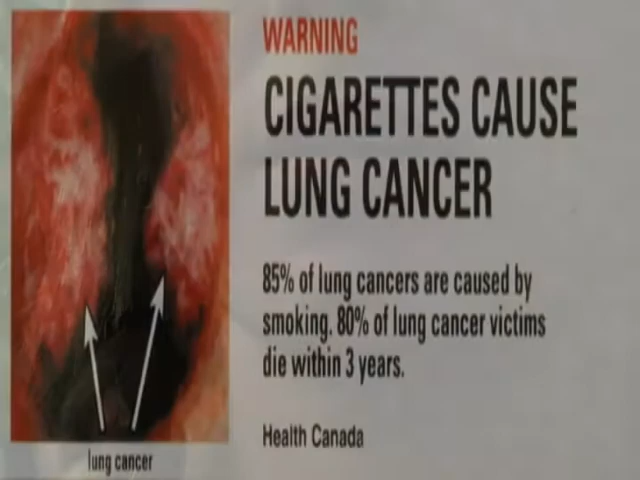 WARNING
CIGARETTES CAUSE
LUNG CANCER
85% of lung cancers are caused by
smoking. 80% of lung cancer victims
die within 3 years.
Health Canada
lung cancer